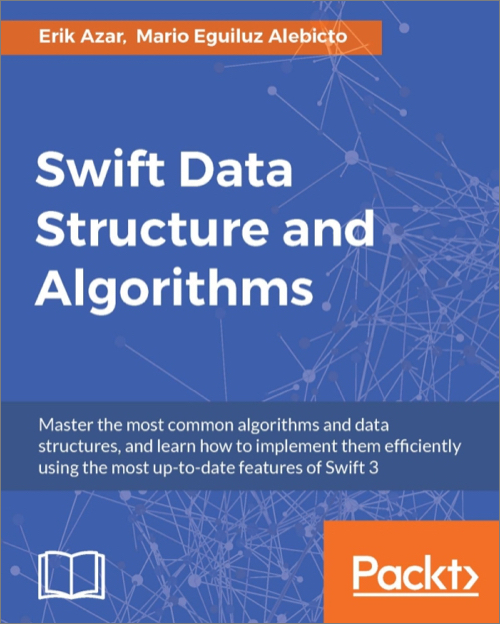 Erik Azar,  Mario Eguiluz Alebicto
Swift Data
Structure and
Algorithms
Master the most common algorithms and data
structures, and learn how to implement them efficiently
using the most up-to-date features of Swift 3
Packt>